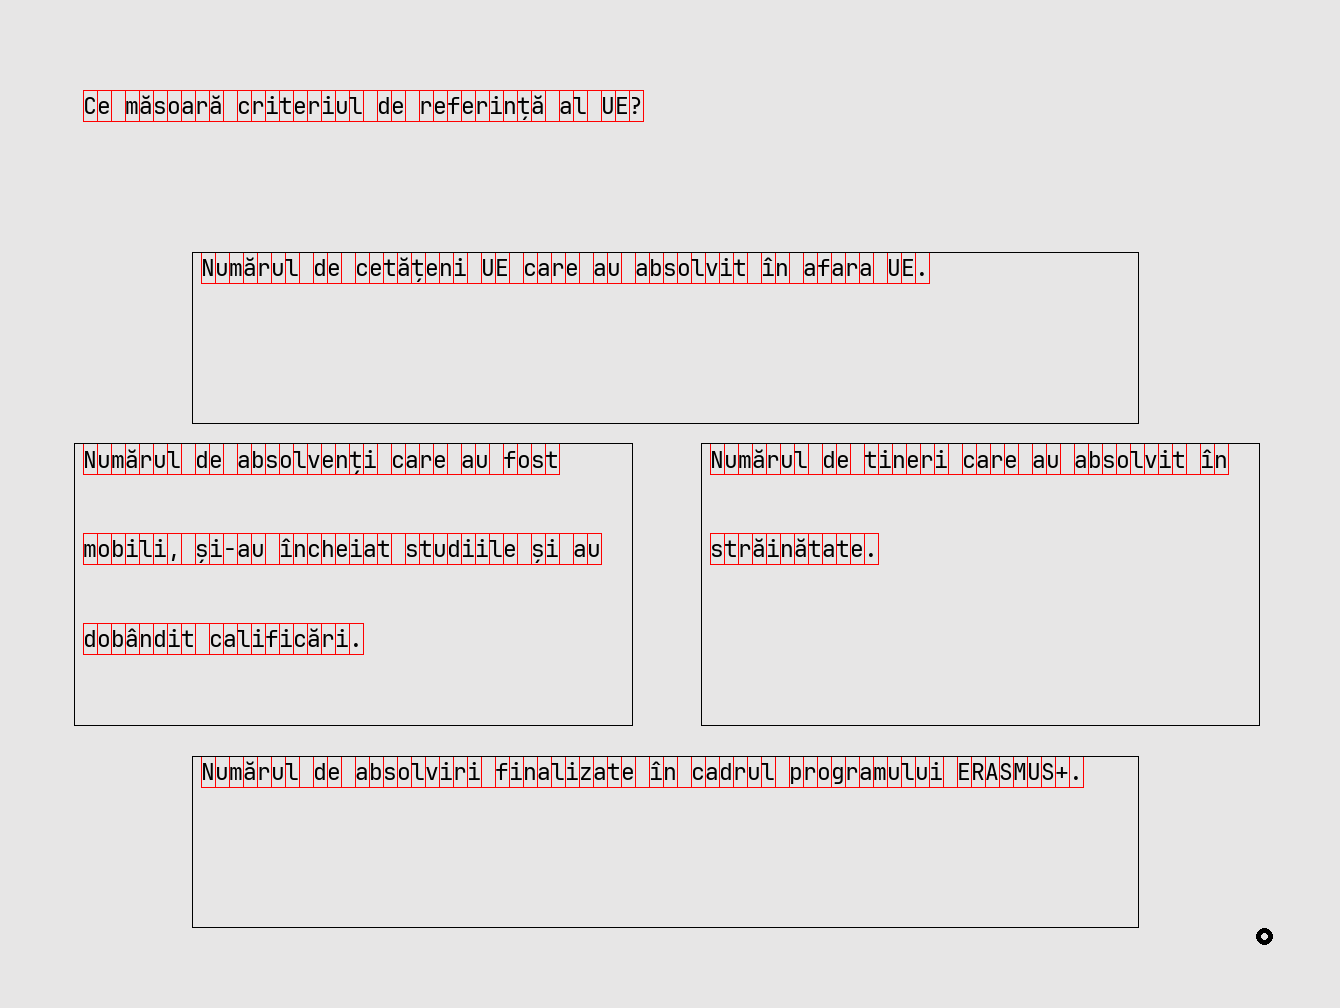 Ce măsoară criteriul de referință al UE?
Numărul de cetățeni UE care au absolvit în afara UE.
Numărul de absolvenți care au fost
mobili, și-au încheiat studiile și au
dobândit calificări.
Numărul de tineri care au absolvit în
străinătate.
Numărul de absolviri finalizate în cadrul programului ERASMUS+.